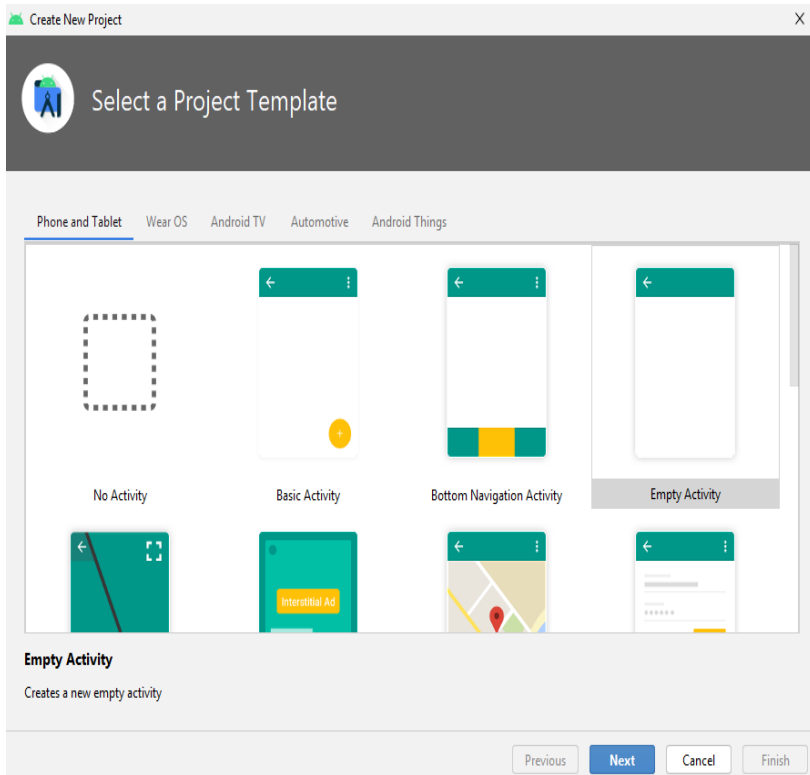 Create New Project
X
Select a Project Template
Phone and Tablet Wear OS Android TV Automotive Android Things
No Activity Basic Activity Bottom Navigation Activity Empty Activity
Interstitial Ad
Empty Activity
Creates a new empty activity
Previous Next Cancel Finish